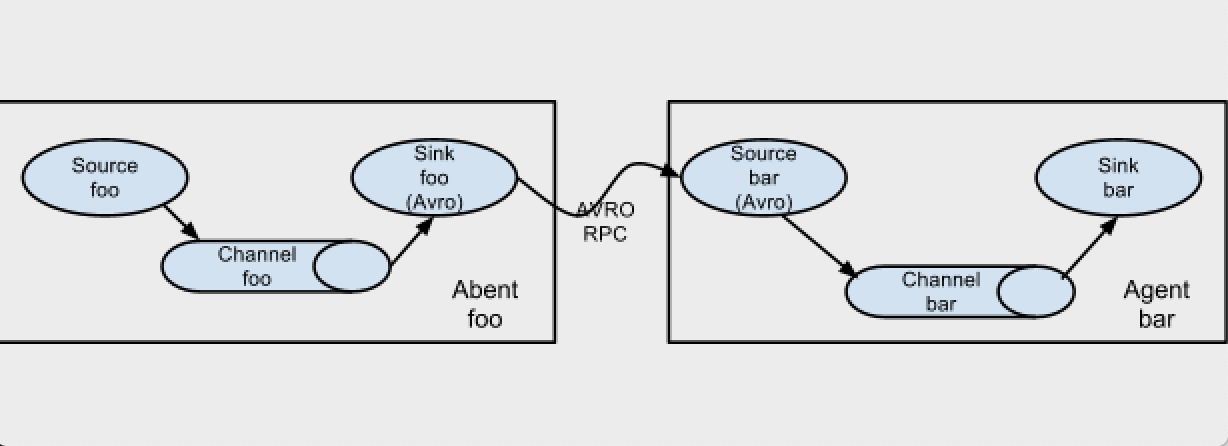 Source
foo
Channel
foo
Sink
foo
(Avro)
Abent
foo
AVRO
RPC
Source
bar
(Avro)
Channel
bar
Sink
bar
Agent
bar